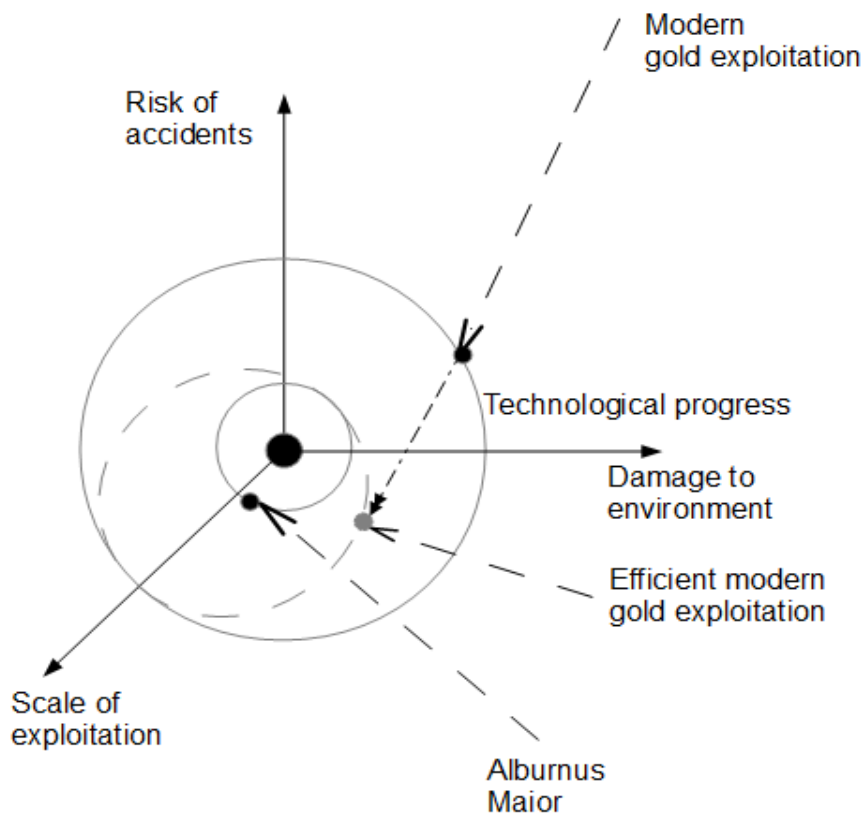 Modern
gold exploitation
Risk of
accidents
Technological progress
Damage to
environment
Efficient modern
gold exploitation
Scale of
exploitation
Alburnus
Maior